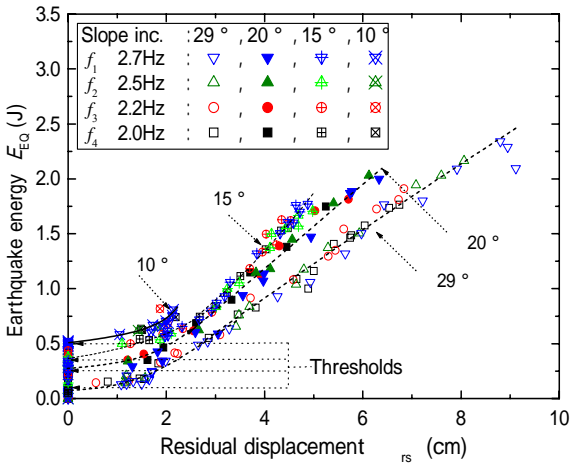 Slope inc. 29 ° , 20 ° , 15 ° , 10 °
f1 2.7Hz :
f2 2.5Hz :
f3 2.2Hz :
f4 2.0Hz :
3.5
3.0
2.5
2.0
1.5
1.0
0.5
0.0
Earthquake energy EEQ (J)
15 °
10 °
20 °
29 °
Thresholds
0 2 4 6 8 10
Residual displacement rs (cm)